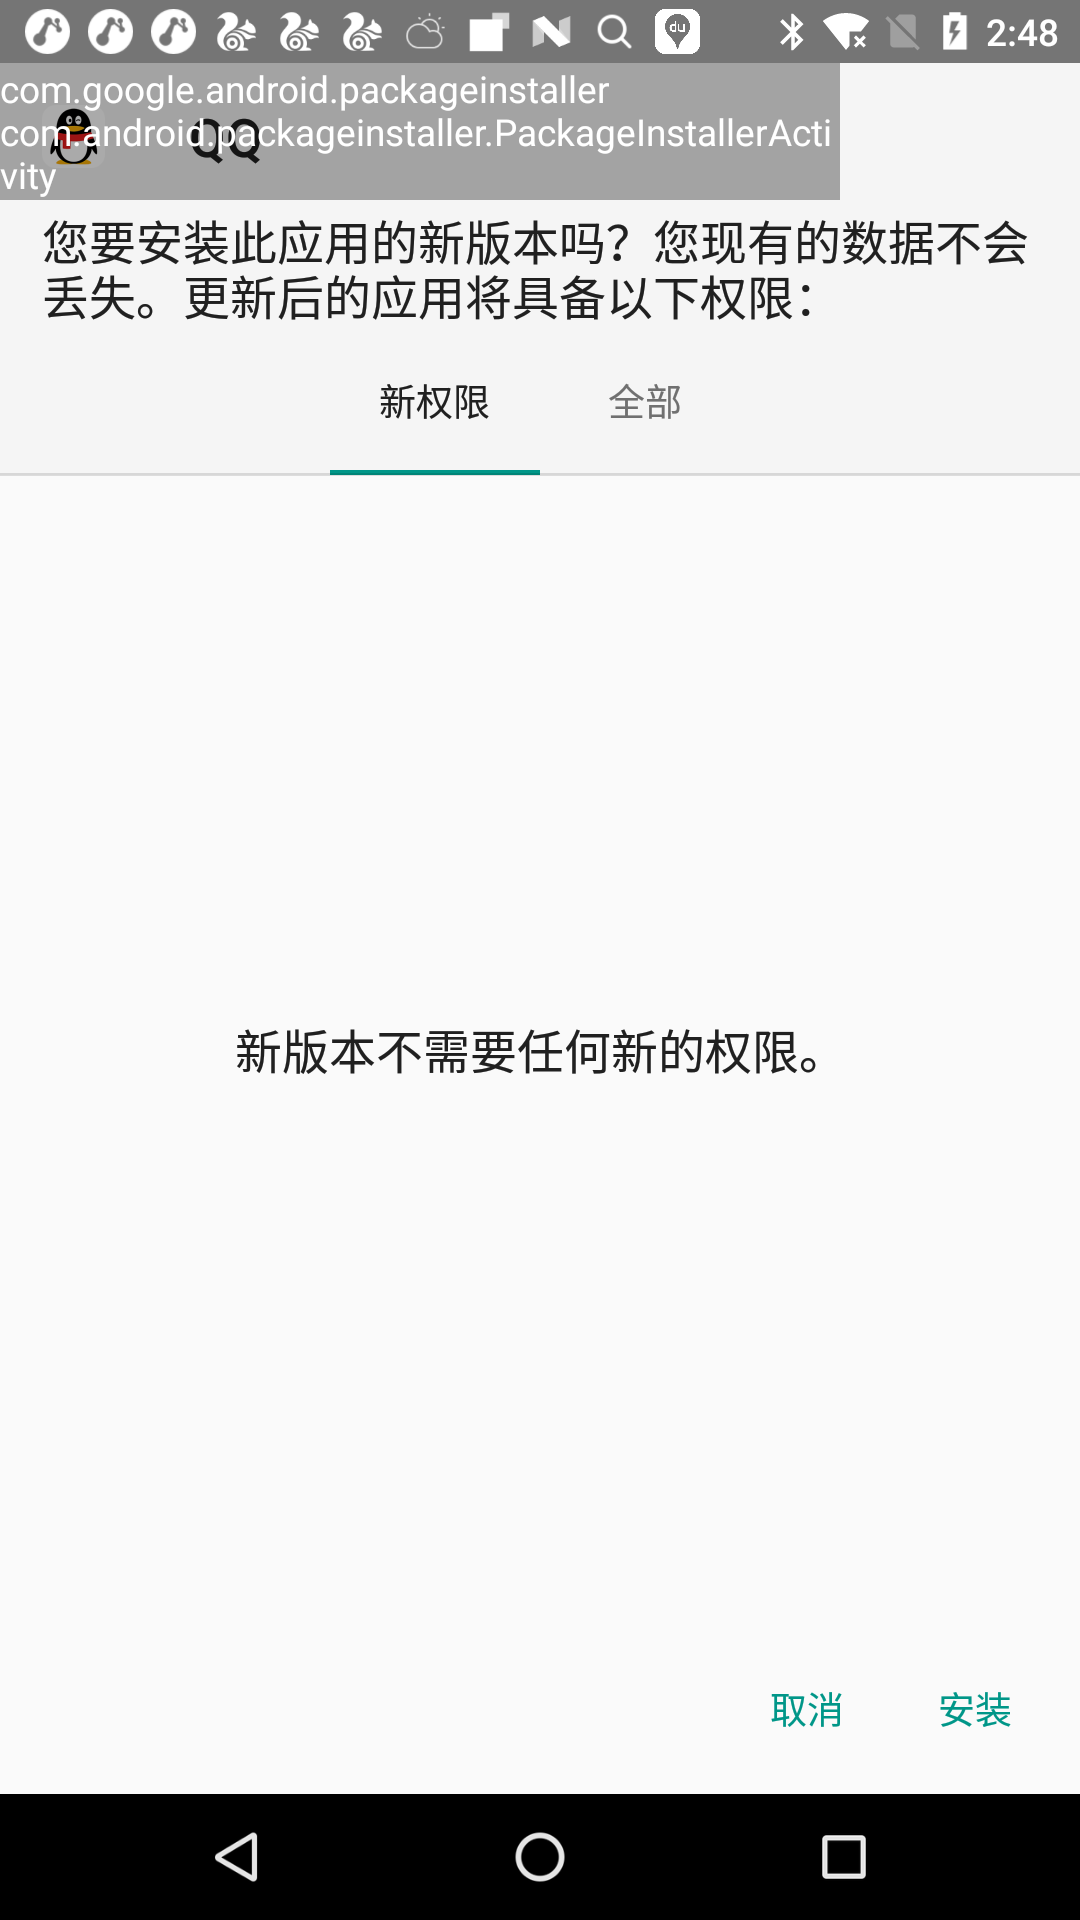 2:48
com.google.android.packageinstaller
com.android.packageinstaller.PackageInstallerActi
vity
QQ
您要安装此应用的新版本吗？您现有的数据不会
丢失。更新后的应用将具备以下权限：
新权限 全部
新版本不需要任何新的权限。
取消 安装